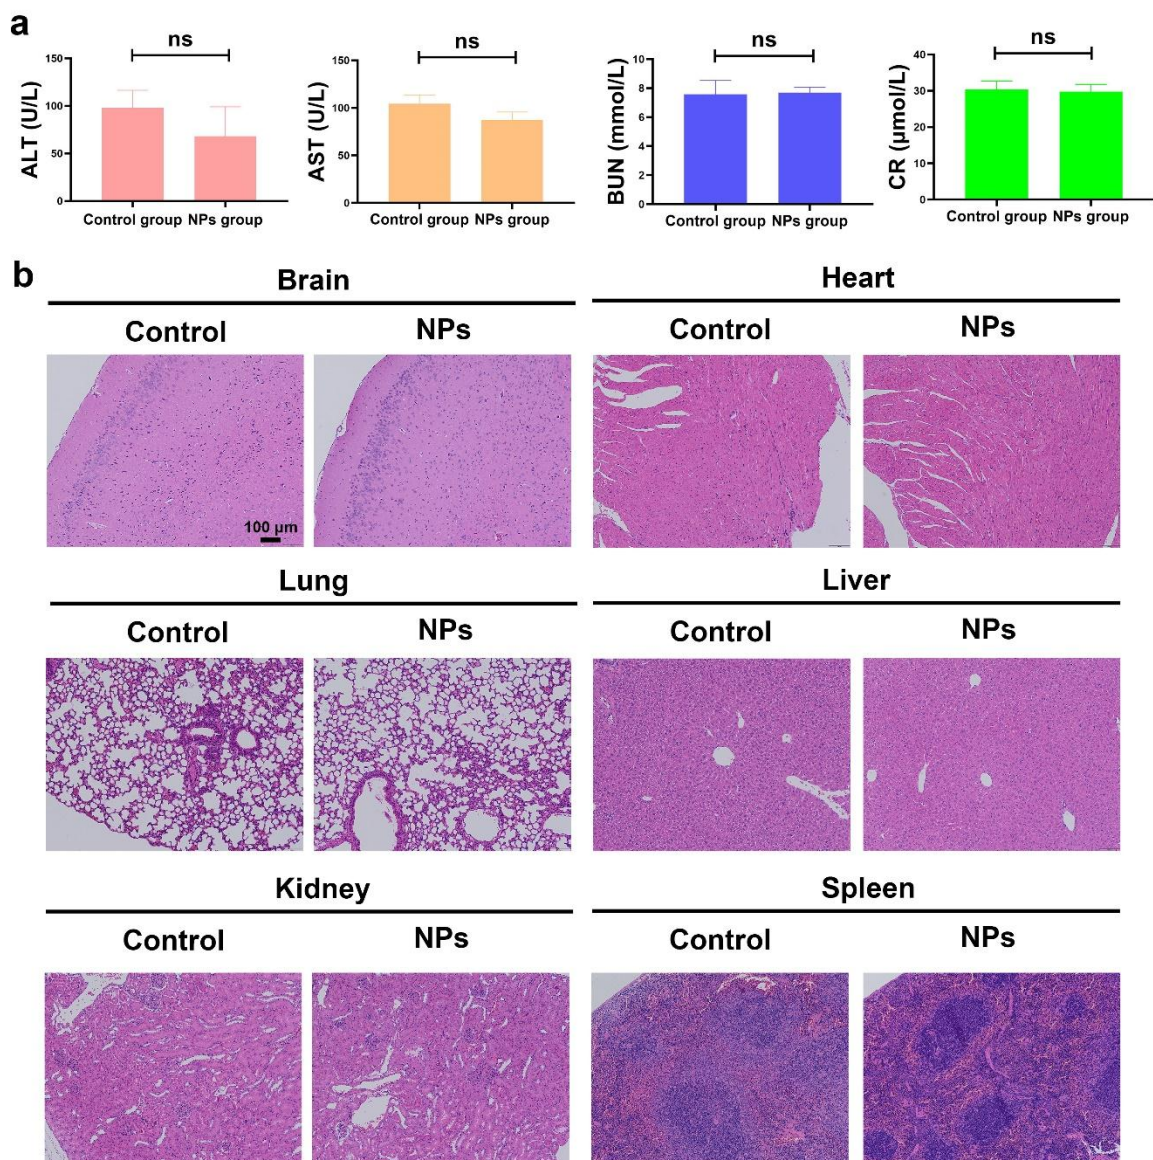 a
ns
ns
ns
ns
ALT (U/L)
150
100
50
0
Control group NPs group
AST (U/L)
150
100
50
0
Control group NPs group
BUN (mmol/L)
10
8
6
4
2
0
Control group NPs group
CR (µmol/L)
40
30
20
10
0
Control group NPs group
b
Brain
Control NPs
100 µm
Heart
Control NPs
Lung
Control NPs
Liver
Control NPs
Kidney
Control NPs
Spleen
Control NPs